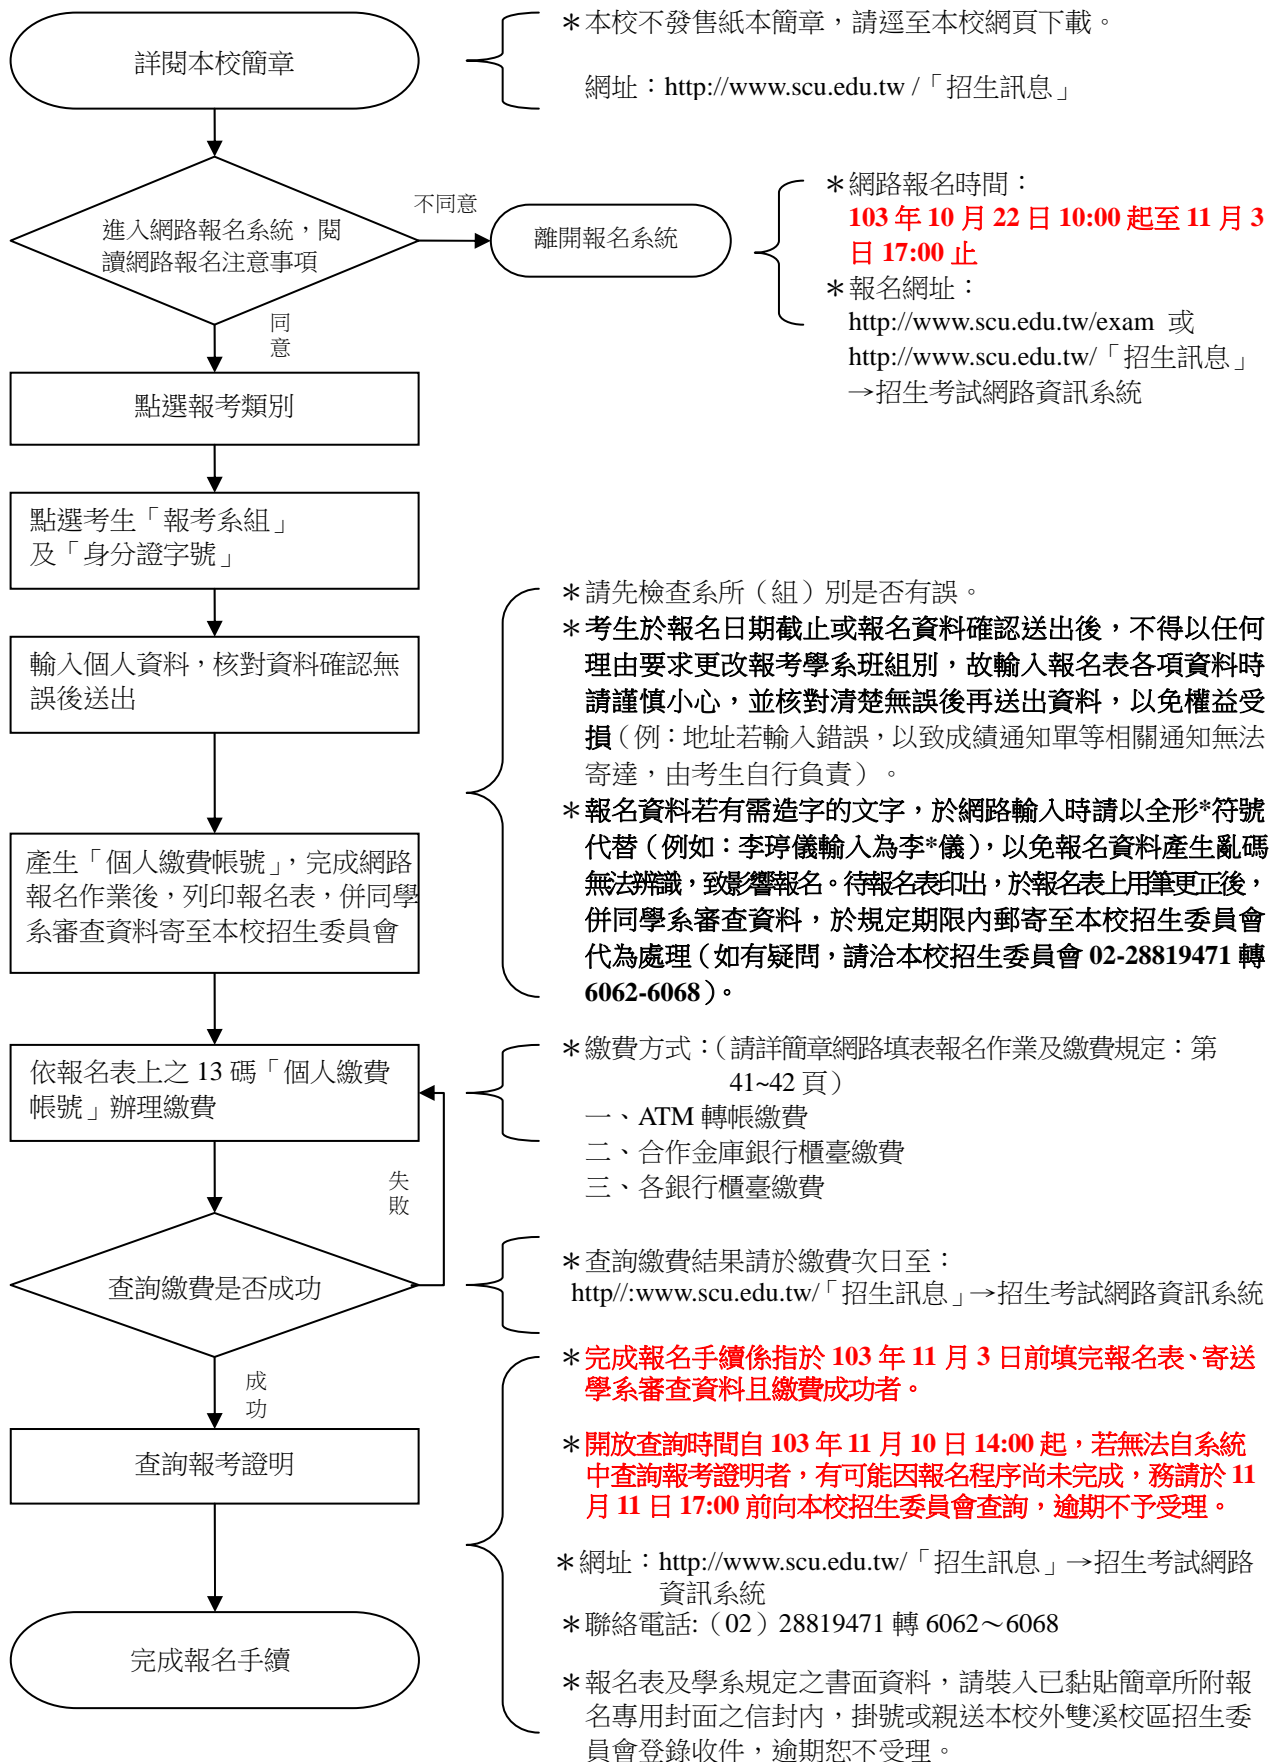 詳閱本校簡章
＊本校不發售紙本簡章，請逕至本校網頁下載。
網址：http://www.scu.edu.tw /「招生訊息」
進入網路報名系統，閱
讀網路報名注意事項
不同意
離開報名系統
＊網路報名時間：
103 年 10 月 22 日 10:00 起至 11 月 3
日 17:00 止
＊報名網址：
http://www.scu.edu.tw/exam 或
http://www.scu.edu.tw/「招生訊息」
→招生考試網路資訊系統
同
意
點選報考類別
點選考生「報考系組」
及「身分證字號」
輸入個人資料，核對資料確認無
誤後送出
＊請先檢查系所（組）別是否有誤。
＊考生於報名日期截止或報名資料確認送出後，不得以任何
理由要求更改報考學系班組別，故輸入報名表各項資料時
請謹慎小心，並核對清楚無誤後再送出資料，以免權益受
損（例：地址若輸入錯誤，以致成績通知單等相關通知無法
寄達，由考生自行負責）。
＊報名資料若有需造字的文字，於網路輸入時請以全形*符號
代替（例如：李㼆儀輸入為李*儀），以免報名資料產生亂碼
無法辨識，致影響報名。待報名表印出，於報名表上用筆更正後，
併同學系審查資料，於規定期限內郵寄至本校招生委員會
代為處理（如有疑問，請洽本校招生委員會 02-28819471 轉
6062-6068）。
產生「個人繳費帳號」，完成網路
報名作業後，列印報名表，併同學
系審查資料寄至本校招生委員會
依報名表上之 13 碼「個人繳費
帳號」辦理繳費
＊繳費方式：（請詳簡章網路填表報名作業及繳費規定：第
41~42 頁）
一、ATM 轉帳繳費
二、合作金庫銀行櫃臺繳費
三、各銀行櫃臺繳費
失
敗
查詢繳費是否成功
＊查詢繳費結果請於繳費次日至：
http//:www.scu.edu.tw/「招生訊息」→招生考試網路資訊系統
成
功
＊完成報名手續係指於 103 年 11 月 3 日前填完報名表、寄送
學系審查資料且繳費成功者。
查詢報考證明
＊開放查詢時間自 103 年 11 月 10 日 14:00 起，若無法自系統
中查詢報考證明者，有可能因報名程序尚未完成，務請於 11
月 11 日 17:00 前向本校招生委員會查詢，逾期不予受理。
＊網址：http://www.scu.edu.tw/「招生訊息」→招生考試網路
資訊系統
＊聯絡電話:（02）28819471 轉 6062～6068
完成報名手續
＊報名表及學系規定之書面資料，請裝入已黏貼簡章所附報
名專用封面之信封內，掛號或親送本校外雙溪校區招生委
員會登錄收件，逾期恕不受理。